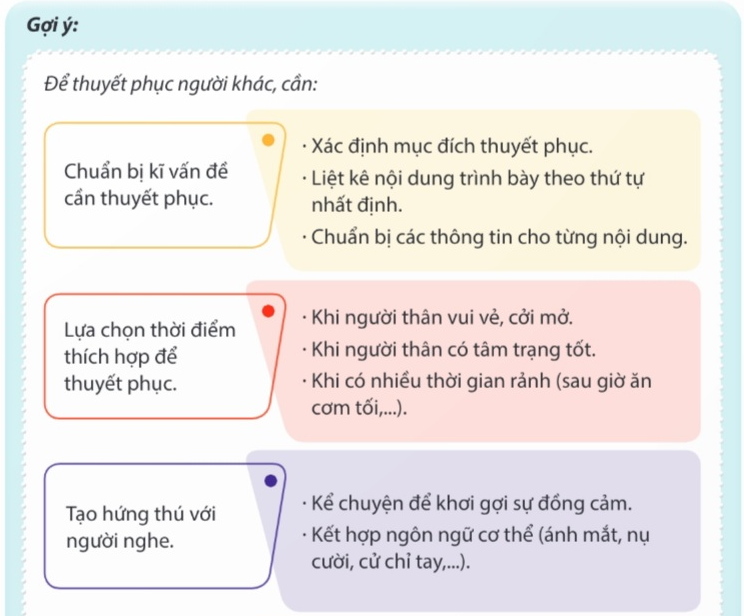 Gợi ý:
Để thuyết phục người khác, cần:
Chuẩn bị kĩ vấn đề
cần thuyết phục.
· Xác định mục đích thuyết phục.
· Liệt kê nội dung trình bày theo thứ tự
nhất định.
· Chuẩn bị các thông tin cho từng nội dung.
Lựa chọn thời điểm
thích hợp để
thuyết phục.
· Khi người thân vui vẻ, cởi mở.
· Khi người thân có tâm trạng tốt.
· Khi có nhiều thời gian rảnh (sau giờ ăn
cơm tối,...).
Tạo hứng thú với
người nghe.
· Kể chuyện để khơi gợi sự đồng cảm.
· Kết hợp ngôn ngữ cơ thể (ánh mắt, nụ
cười, cử chỉ tay,...).